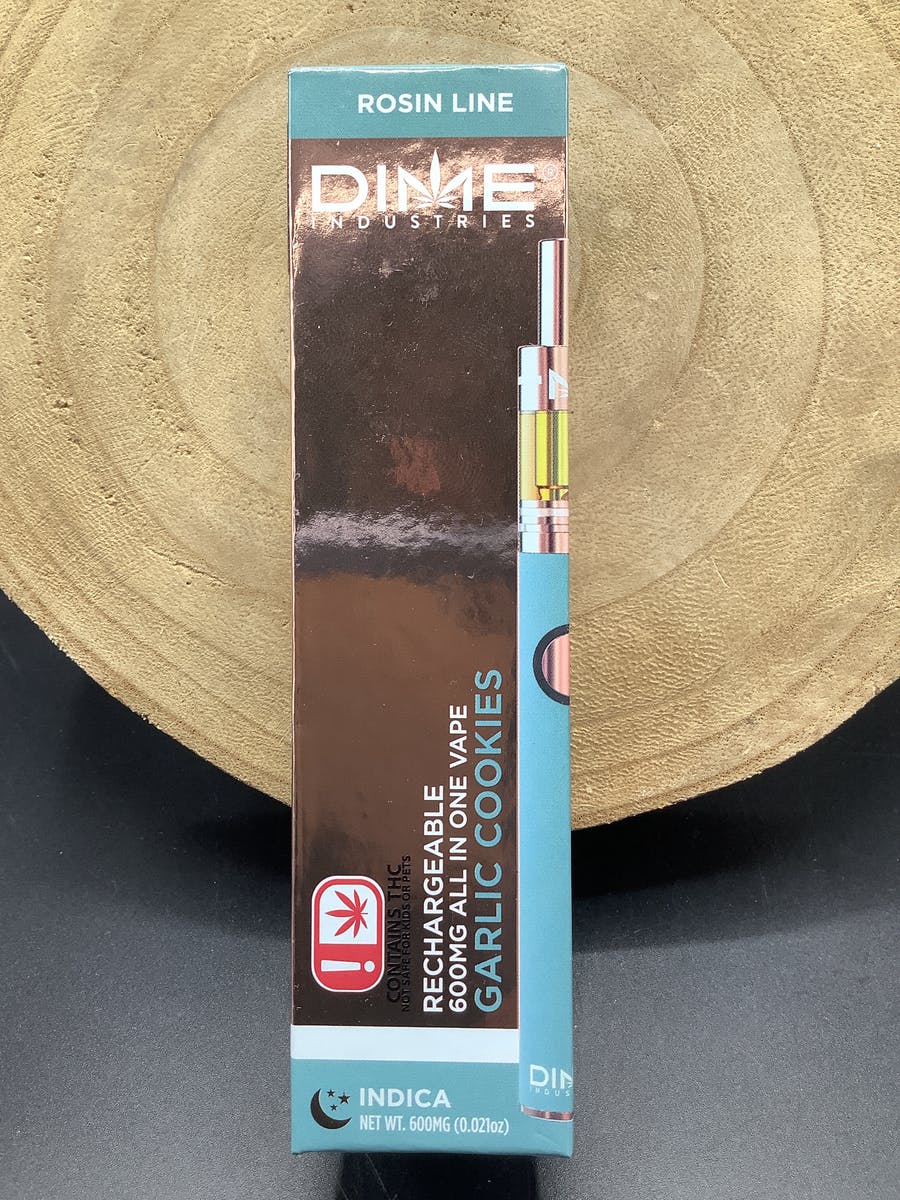 ROSIN LINE
DIME®
INDUSTRIES
CONTAINS THC
NOT SAFE FOR KIDS OR PETS
RECHARGEABLE
600MG ALL IN ONE VAPE
GARLIC COOKIES
INDICA
NET WT. 600MG (0.021oz)